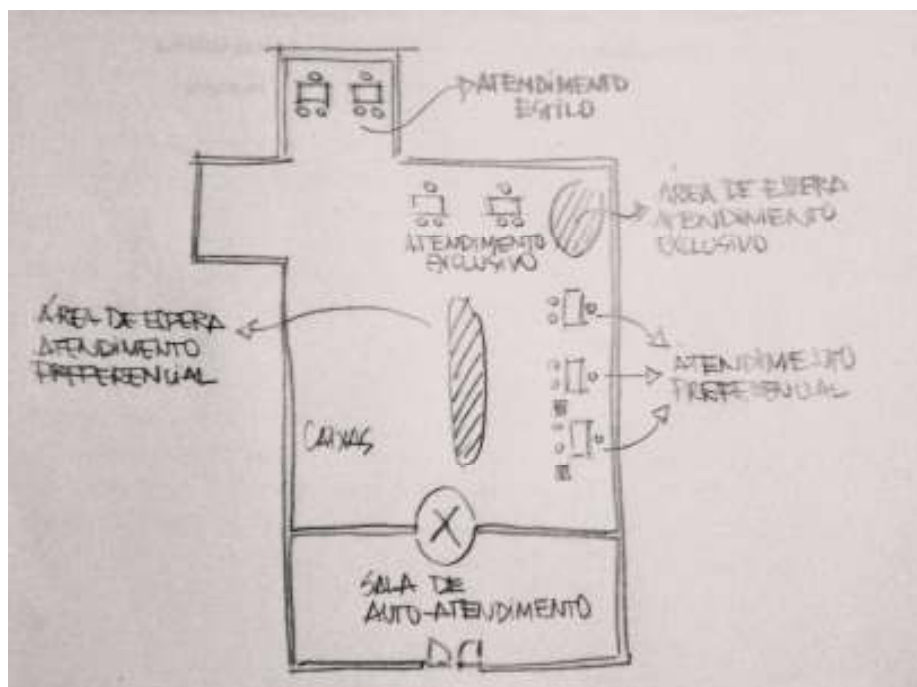 ATENDIMENTO
ESTILO
ÁREA DE ESPERA
ATENDIMENTO
EXCLUSIVO
ATENDIMENTO
EXCLUSIVO
ÁREA DE ESPERA
ATENDIMENTO
PREFERENCIAL
ATENDIMENTO
PREFERENCIAL
CAIXAS
X
SALA DE
AUTO-ATENDIMENTO